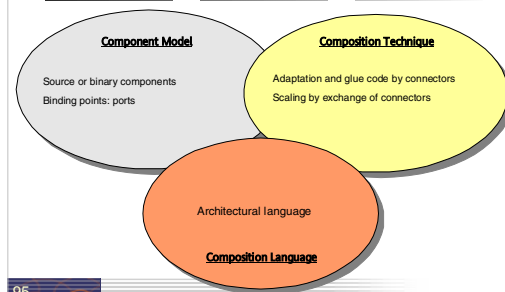 Component Model
Source or binary components
Binding points: ports
Composition Technique
Adaptation and glue code by connectors
Scaling by exchange of connectors
Architectural language
Composition Language